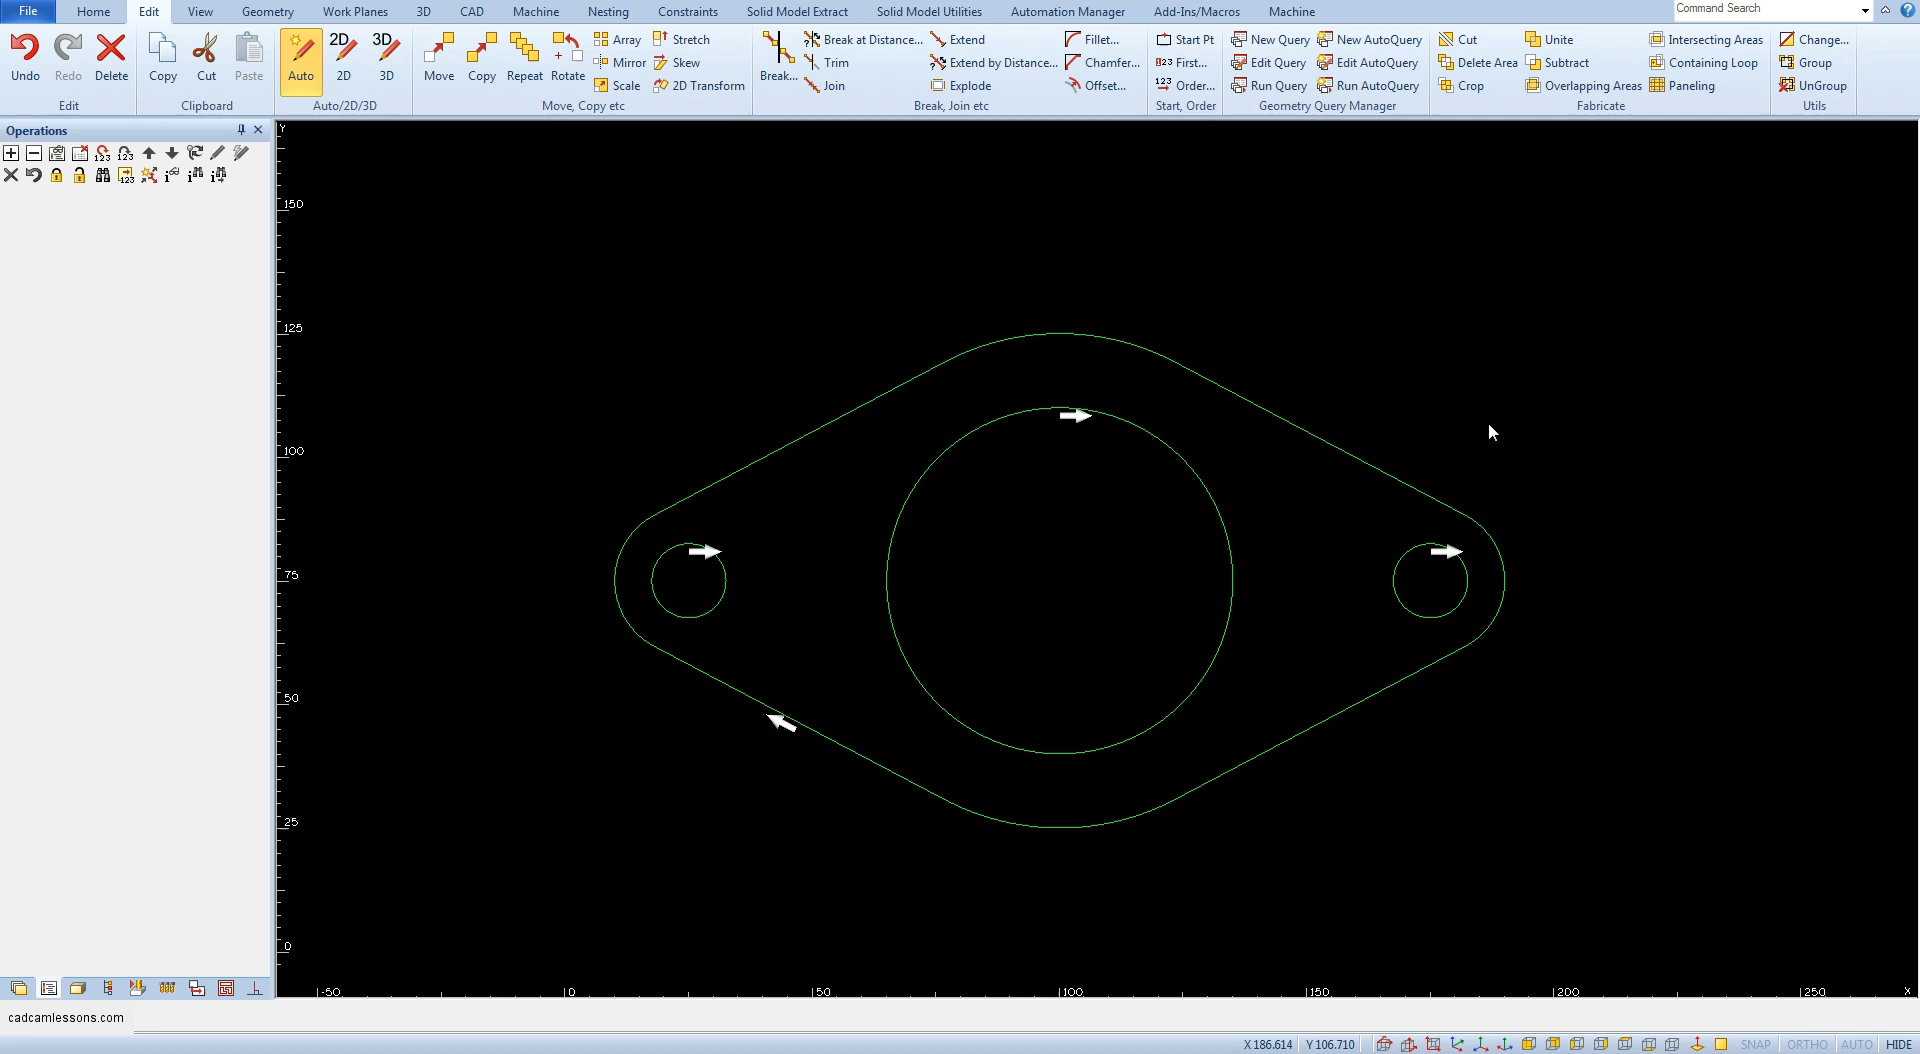 File Home Edit View Geometry Work Planes 3D CAD Machine Nesting Constraints Solid Model Extract Solid Model Utilities Automation Manager Add-Ins/Macros Machine Command Search
Undo Redo Delete
Edit
Copy Cut Paste
Clipboard
Auto 2D 2D 3D 3D
Auto/2D/3D
Move Copy Repeat Rotate
Array Stretch
Mirror Skew
Scale 2D Transform
Move, Copy etc
Break...
Break at Distance... Extend Fillet...
Trim Extend by Distance... Chamfer...
Join Explode Offset...
Break, Join etc
Start Pt
123 First...
123 Order...
Start, Order
New Query New AutoQuery
Edit Query Edit AutoQuery
Run Query Run AutoQuery
Geometry Query Manager
Cut Unite Intersecting Areas
Delete Area Subtract Containing Loop
Crop Overlapping Areas Paneling
Fabricate
Change...
Group
UnGroup
Utils
Operations
123 123
123
Y
150
125
100
75
50
25
0
-50 0 50 100 150 200 250 X
cadcamlessons.com
X 186.614 Y 106.710 SNAP ORTHO AUTO HIDE